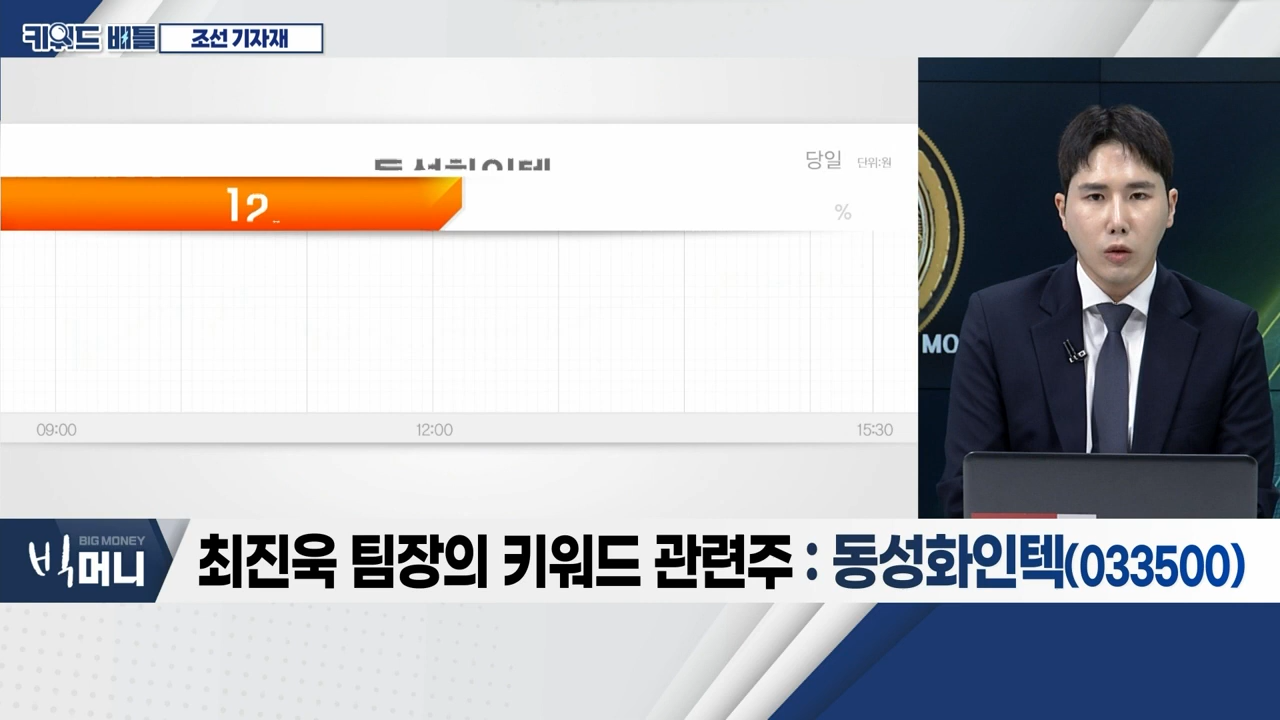 키워드 배틀
조선 기자재
당일 단위:원
%
09:00 12:00 15:30
MO
BIG MONEY
빅머니
최진욱 팀장의 키워드 관련주 : 동성화인텍(033500)